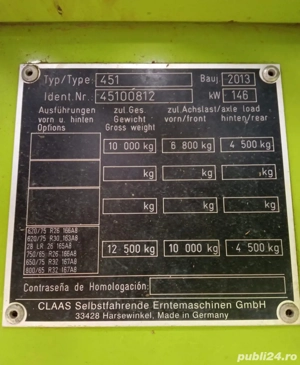 Typ/Type 451 Bauj. 2013
Ident.Nr. 45100812 kW 146
Ausführungen zul.Ges. zul.Achslast/axle load
vorn u. hinten Gewicht vorn/front hinten/rear
Options Gross weight
10 000 kg 6 800 kg 4 500 kg
kg kg kg
kg kg kg
620/75 R26 166A8
620/75 R30 163A8
28 LR 26 165A8
750/65 R26 166A8
650/75 R32 167A8
800/65 R32 167A8
12 500 kg 10 000 kg 4 500 kg
Contraseña de Homologación:
CLAAS Selbstfahrende Erntemaschinen GmbH
33428 Harsewinkel, Made in Germany
publi24.ro